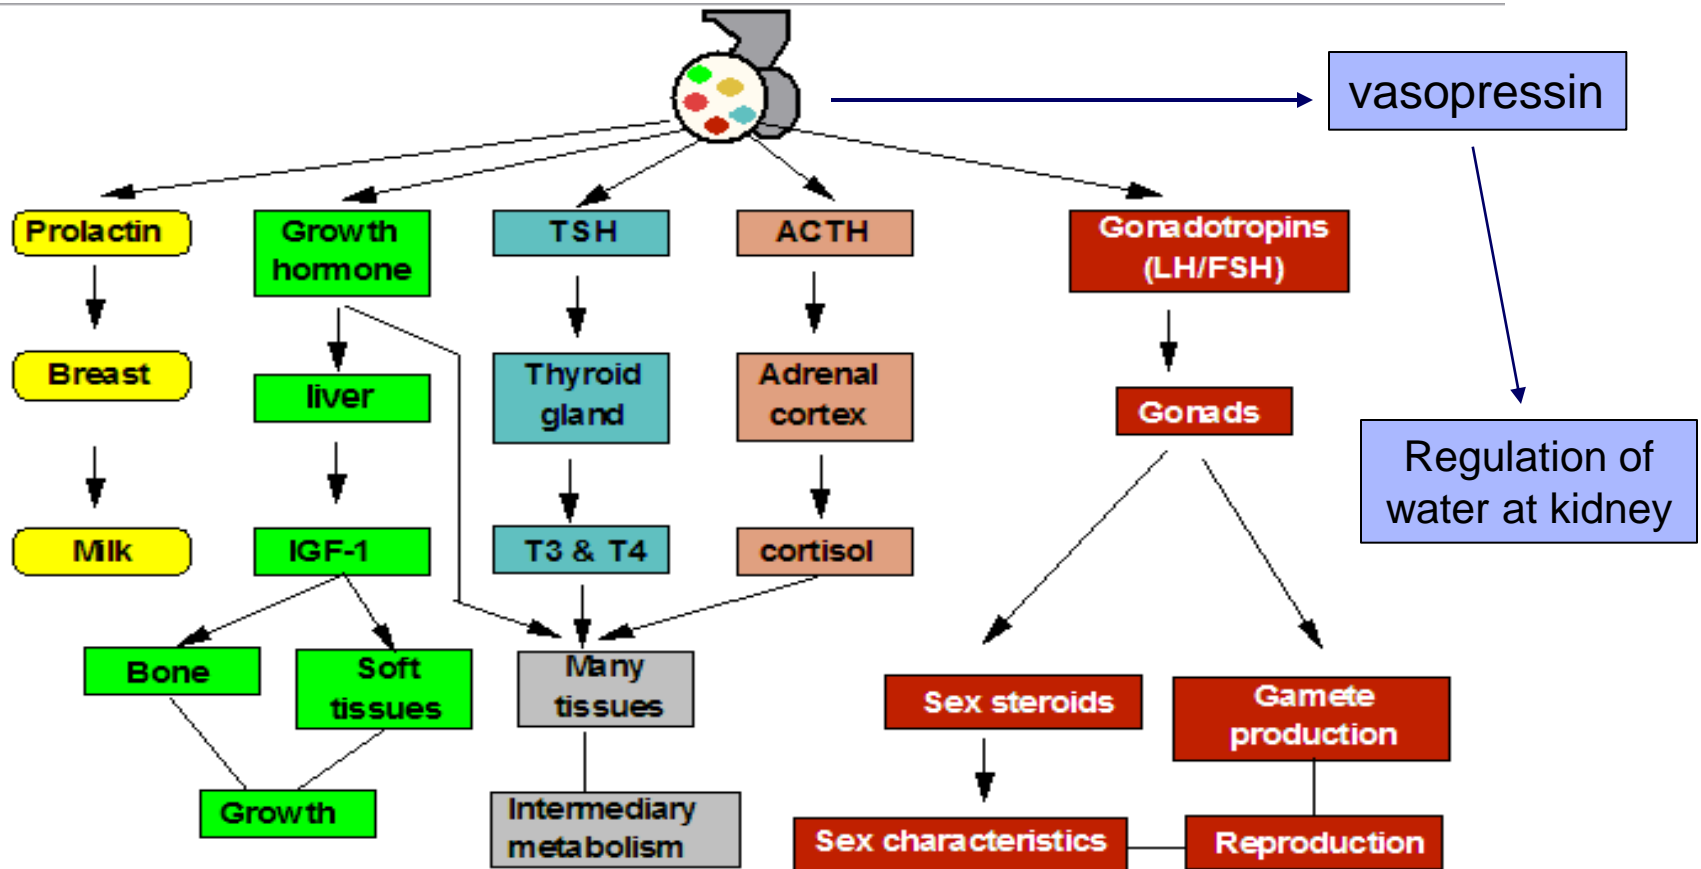 vasopressin
Prolactin
Growth
hormone
TSH
ACTH
Gonadotropins
(LH/FSH)
Breast
liver
Thyroid
gland
Adrenal
cortex
Gonads
Regulation of
water at kidney
Milk
IGF-1
T3 & T4
cortisol
Bone
Soft
tissues
Many
tissues
Sex steroids
Gamete
production
Growth
Intermediary
metabolism
Sex characteristics
Reproduction